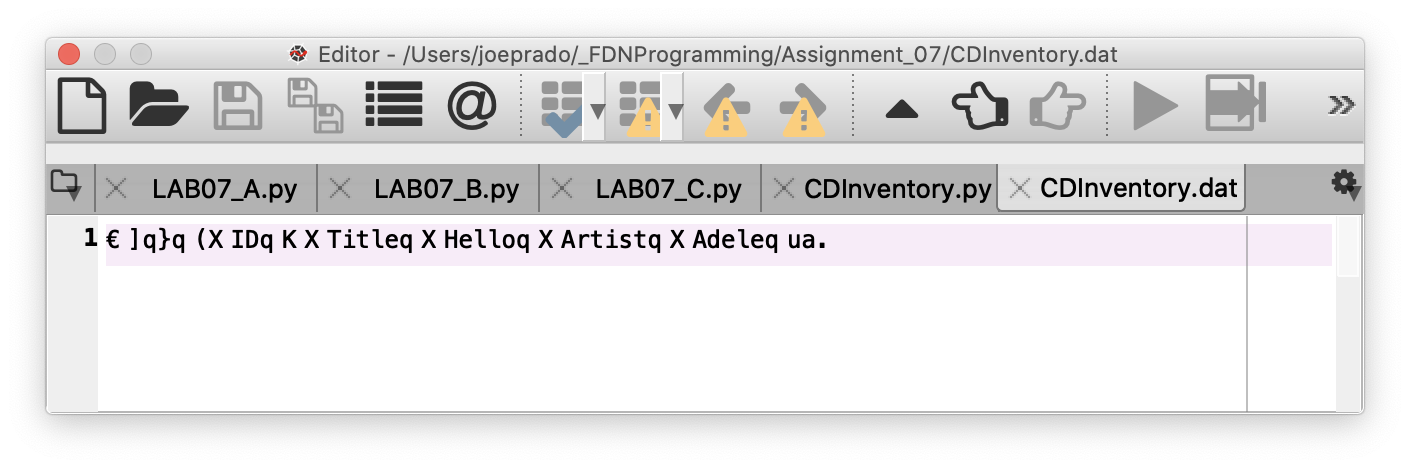 Editor - /Users/joeprado/_FDNProgramming/Assignment_07/CDInventory.dat
@
LAB07_A.py LAB07_B.py LAB07_C.py CDInventory.py CDInventory.dat
1 € ]q}q (X IDq K X Titleq X Helloq X Artistq X Adeleq ua.